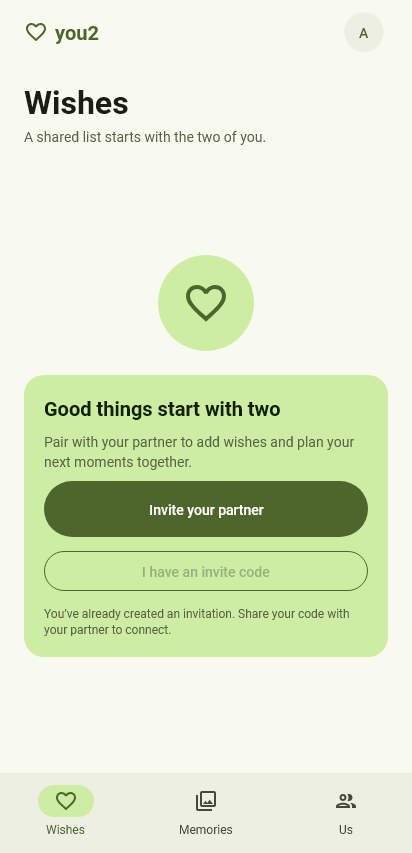 you2
A
Wishes
A shared list starts with the two of you.
Good things start with two
Pair with your partner to add wishes and plan your
next moments together.
Invite your partner
I have an invite code
You’ve already created an invitation. Share your code with
your partner to connect.
Wishes
Memories
Us